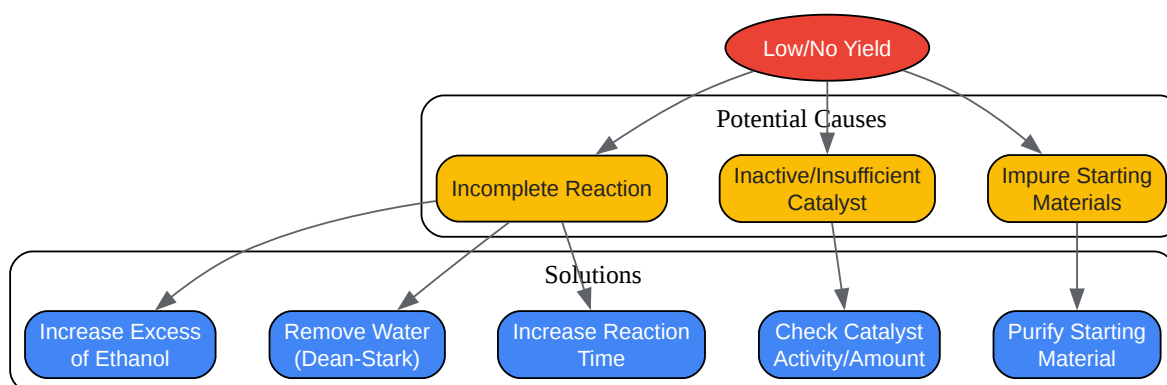 Low/No Yield
Potential Causes
Incomplete Reaction
Inactive/Insufficient
Catalyst
Impure Starting
Materials
Solutions
Increase Excess
of Ethanol
Remove Water
(Dean-Stark)
Increase Reaction
Time
Check Catalyst
Activity/Amount
Purify Starting
Material